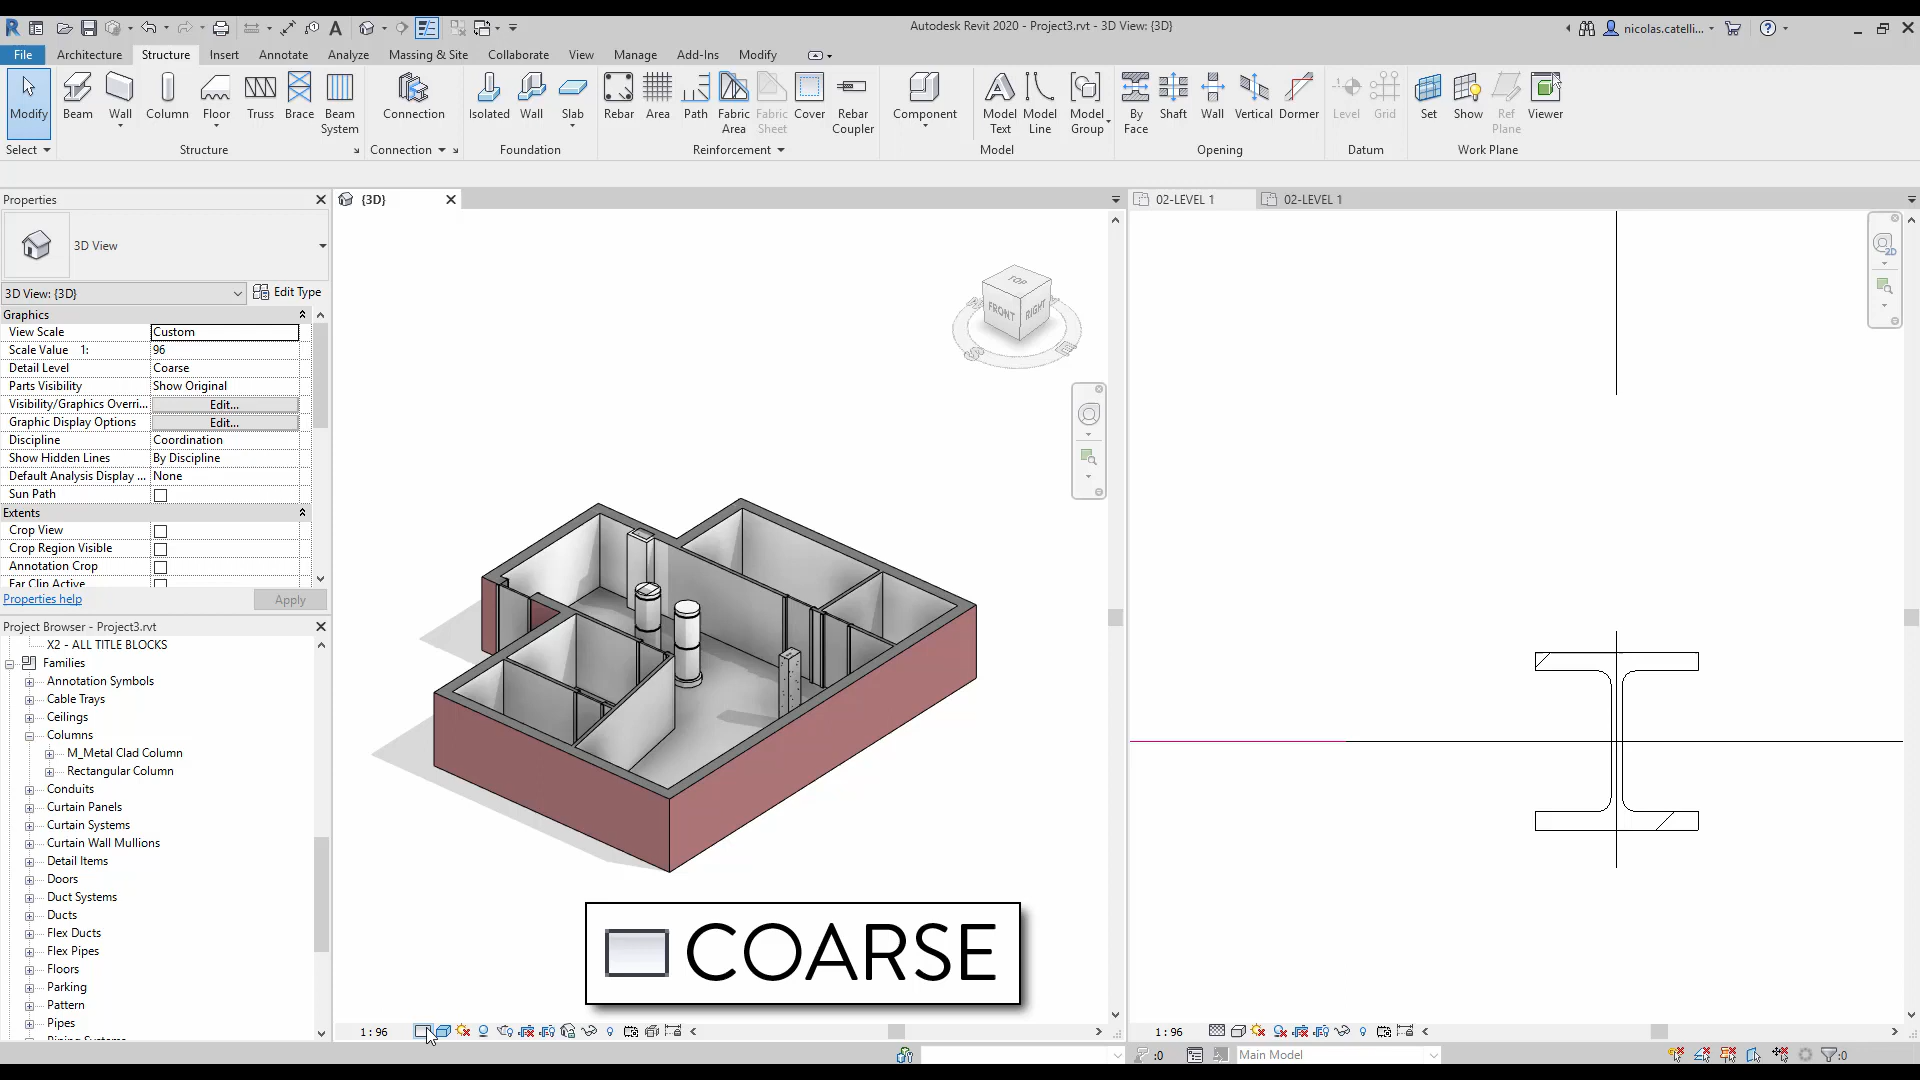 Autodesk Revit 2020 - Project3.rvt - 3D View: {3D}
nicolas.catelli...
File Architecture Structure Insert Annotate Analyze Massing & Site Collaborate View Manage Add-Ins Modify
Modify Beam Wall Column Floor Truss Brace Beam System Connection Isolated Wall Slab Rebar Area Path Fabric Area Fabric Sheet Cover Rebar Coupler Component Model Text Model Line Model Group By Face Shaft Wall Vertical Dormer Level Grid Set Show Ref Plane Viewer
Select Structure Connection Foundation Reinforcement Model Opening Datum Work Plane
Properties
3D View
3D View: {3D} Edit Type
Graphics
View Scale Custom
Scale Value 1: 96
Detail Level Coarse
Parts Visibility Show Original
Visibility/Graphics Overri... Edit...
Graphic Display Options Edit...
Discipline Coordination
Show Hidden Lines By Discipline
Default Analysis Display ... None
Sun Path
Extents
Crop View
Crop Region Visible
Annotation Crop
Far Clip Active
Properties help Apply
Project Browser - Project3.rvt
X2 - ALL TITLE BLOCKS
Families
Annotation Symbols
Cable Trays
Ceilings
Columns
M_Metal Clad Column
Rectangular Column
Conduits
Curtain Panels
Curtain Systems
Curtain Wall Mullions
Detail Items
Doors
Duct Systems
Ducts
Flex Ducts
Flex Pipes
Floors
Parking
Pattern
Pipes
Piping Systems
{3D}
TOP
FRONT RIGHT
S E
COARSE
1 : 96
02-LEVEL 1 02-LEVEL 1
2D
1 : 96
:0 Main Model :0